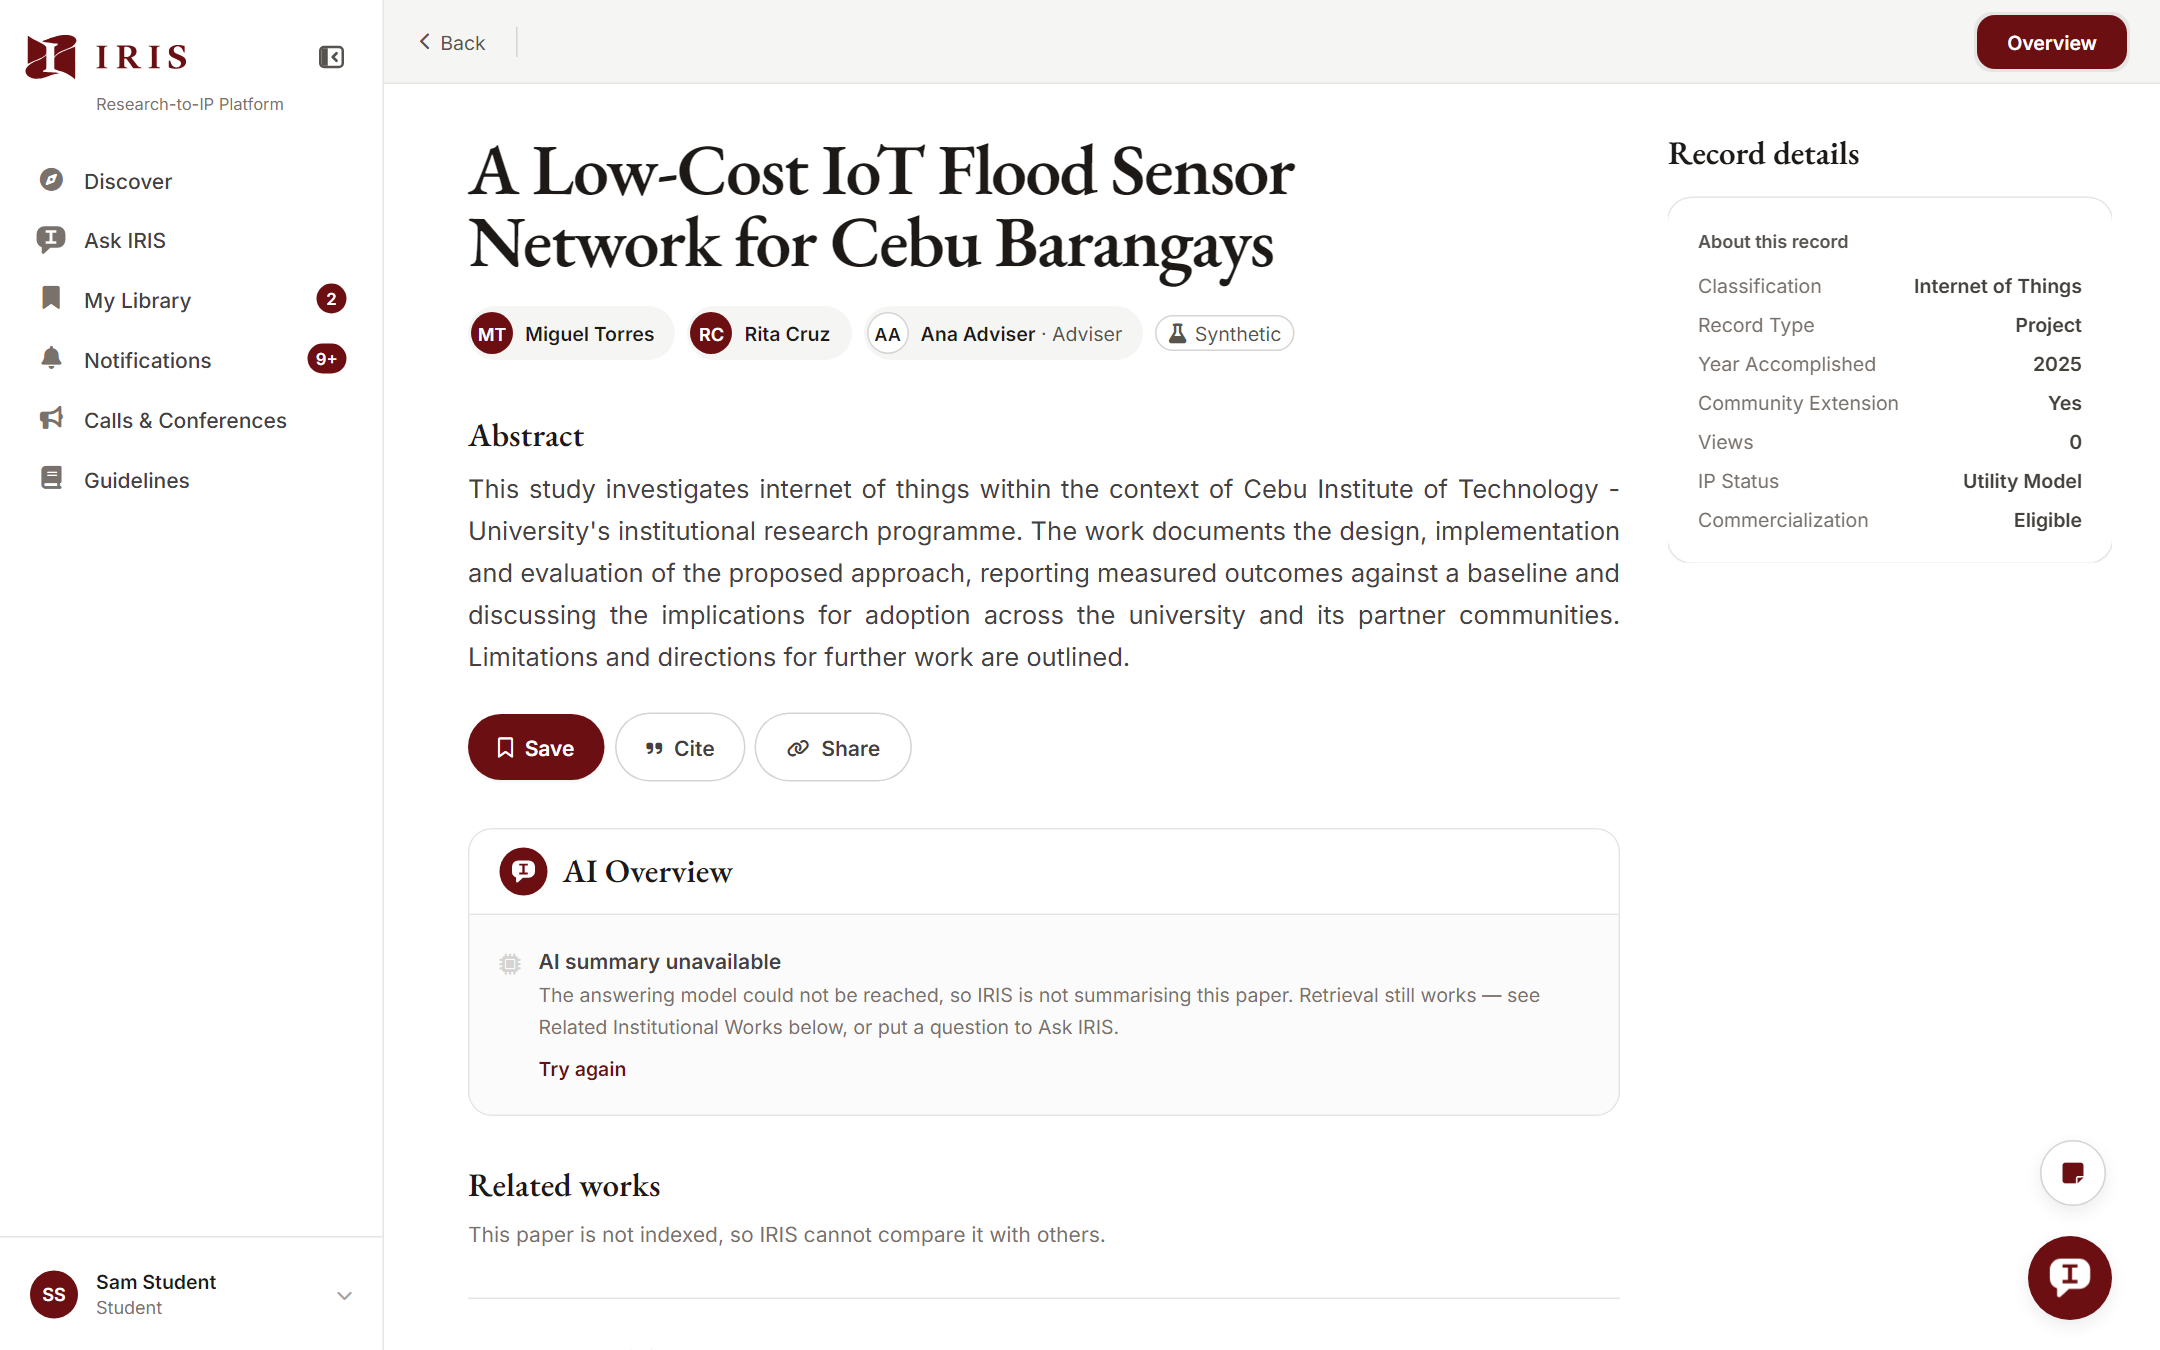 IRIS
Research-to-IP Platform
Discover
Ask IRIS
My Library 2
Notifications 9+
Calls & Conferences
Guidelines
SS Sam Student
Student
Back
Overview
A Low-Cost IoT Flood Sensor
Network for Cebu Barangays
MT Miguel Torres RC Rita Cruz AA Ana Adviser · Adviser Synthetic
Abstract
This study investigates internet of things within the context of Cebu Institute of Technology -
University's institutional research programme. The work documents the design, implementation
and evaluation of the proposed approach, reporting measured outcomes against a baseline and
discussing the implications for adoption across the university and its partner communities.
Limitations and directions for further work are outlined.
Save Cite Share
AI Overview
AI summary unavailable
The answering model could not be reached, so IRIS is not summarising this paper. Retrieval still works — see
Related Institutional Works below, or put a question to Ask IRIS.
Try again
Related works
This paper is not indexed, so IRIS cannot compare it with others.
Record details
About this record
Classification Internet of Things
Record Type Project
Year Accomplished 2025
Community Extension Yes
Views 0
IP Status Utility Model
Commercialization Eligible